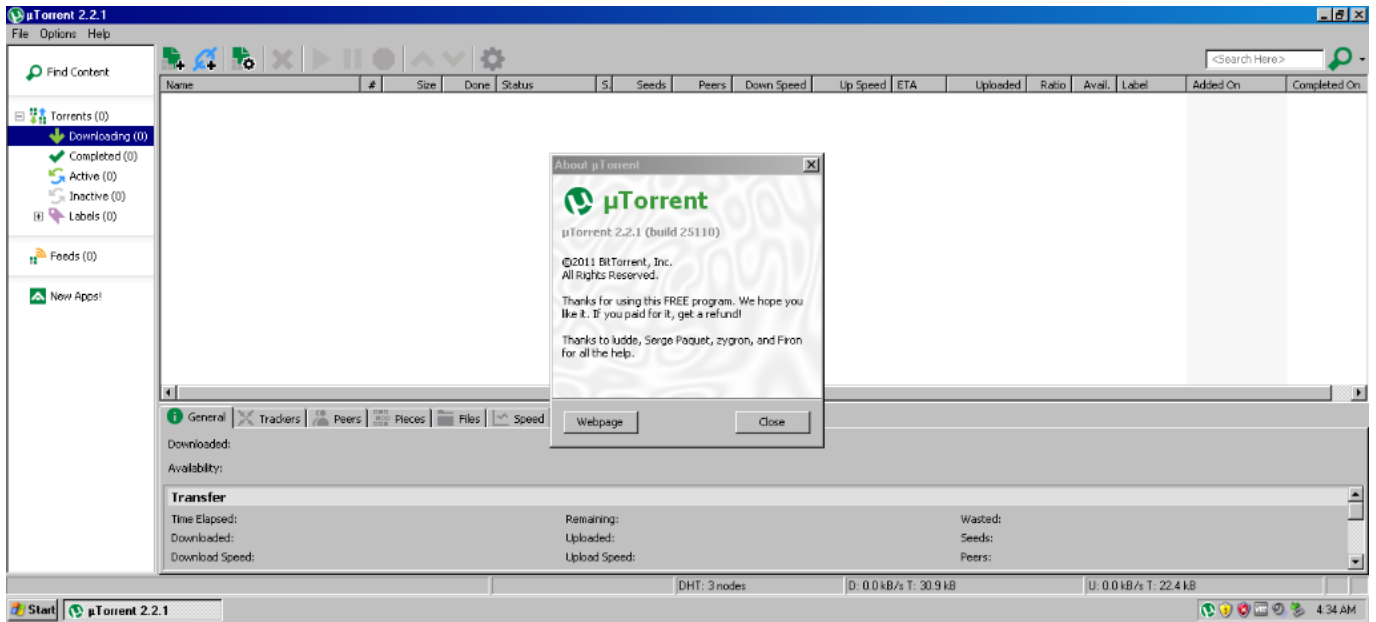 µTorrent 2.2.1
File Options Help
Find Content
<Search Here>
Name # Size Done Status S. Seeds Peers Down Speed Up Speed ETA Uploaded Ratio Avail. Label Added On Completed On
Torrents (0)
Downloading (0)
Completed (0)
Active (0)
Inactive (0)
Labels (0)
Feeds (0)
New Apps!
About µTorrent
µTorrent
µTorrent 2.2.1 (build 25110)
©2011 BitTorrent, Inc.
All Rights Reserved.
Thanks for using this FREE program. We hope you
like it. If you paid for it, get a refund!
Thanks to ludde, Serge Paquet, zygron, and Firon
for all the help.
Webpage Close
General Trackers Peers Pieces Files Speed
Downloaded:
Availability:
Transfer
Time Elapsed: Remaining: Wasted:
Downloaded: Uploaded: Seeds:
Download Speed: Upload Speed: Peers:
DHT: 3 nodes D: 0.0 kB/s T: 30.9 kB U: 0.0 kB/s T: 22.4 kB
Start µTorrent 2.2.1 4:34 AM